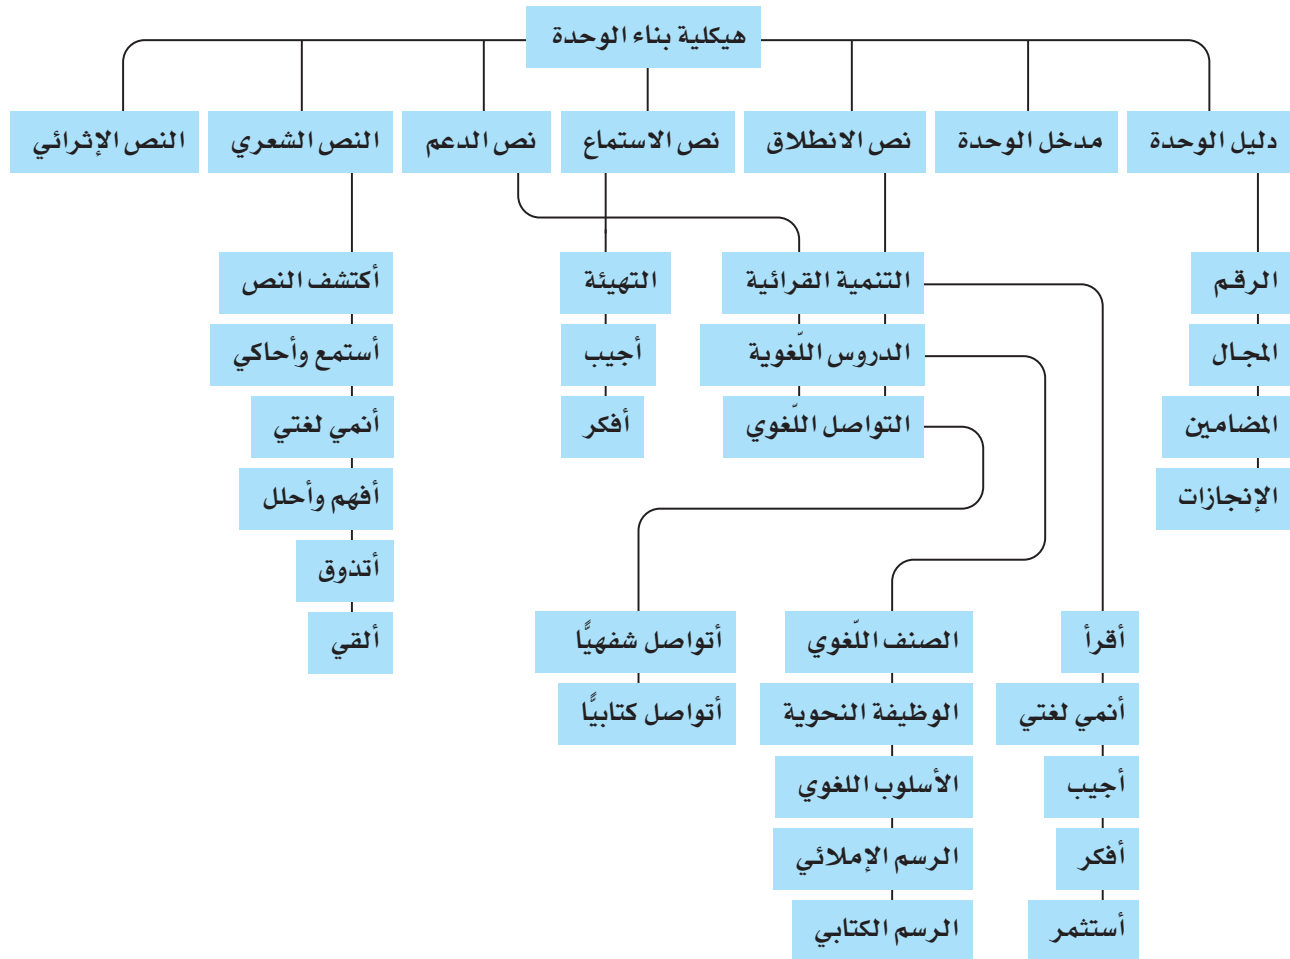 هيكلية بناء الوحدة
دليل الوحدة
مدخل الوحدة
نص الانطلاق
نص الاستماع
نص الدعم
النص الشعري
النص الإثرائي
الرقم
المجال
المضامين
الإنجازات
التنمية القرائية
الدروس اللّغوية
التواصل اللّغوي
التهيئة
أجيب
أفكر
أكتشف النص
أستمع وأحاكي
أنمي لغتي
أفهم وأحلل
أتذوق
ألقي
أقرأ
أنمي لغتي
أجيب
أفكر
أستثمر
الصنف اللّغوي
الوظيفة النحوية
الأسلوب اللغوي
الرسم الإملائي
الرسم الكتابي
أتواصل شفهيًّا
أتواصل كتابيًّا